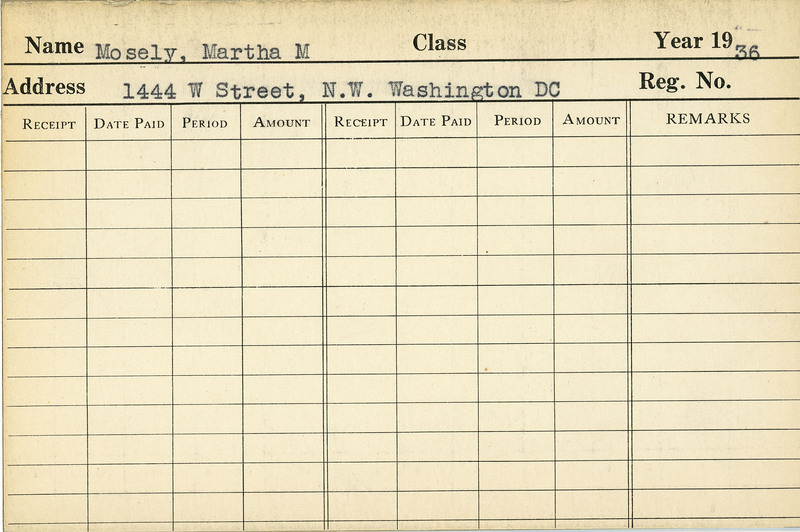 Name Mosely, Martha M Class Year 1936
Address 1444 W Street, N.W. Washington DC Reg. No.
RECEIPT DATE PAID PERIOD AMOUNT RECEIPT DATE PAID PERIOD AMOUNT REMARKS